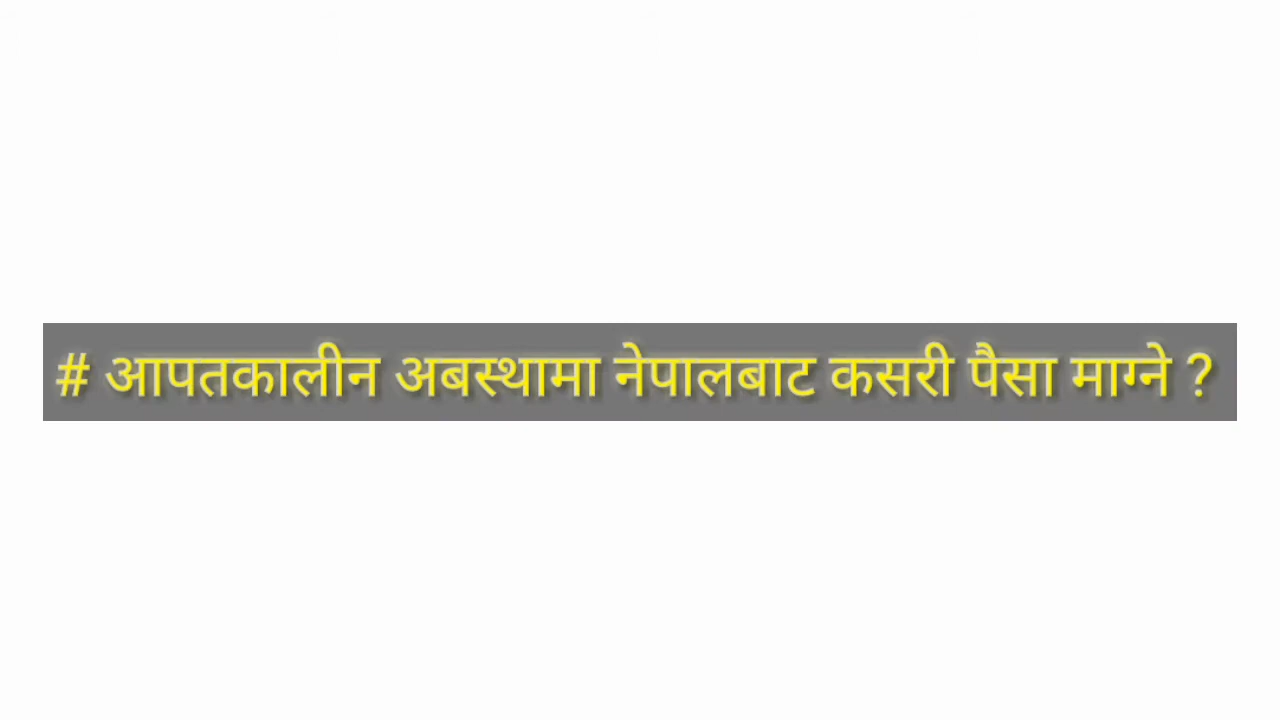 # आपतकालीन अबस्थामा नेपालबाट कसरी पैसा माग्ने ?